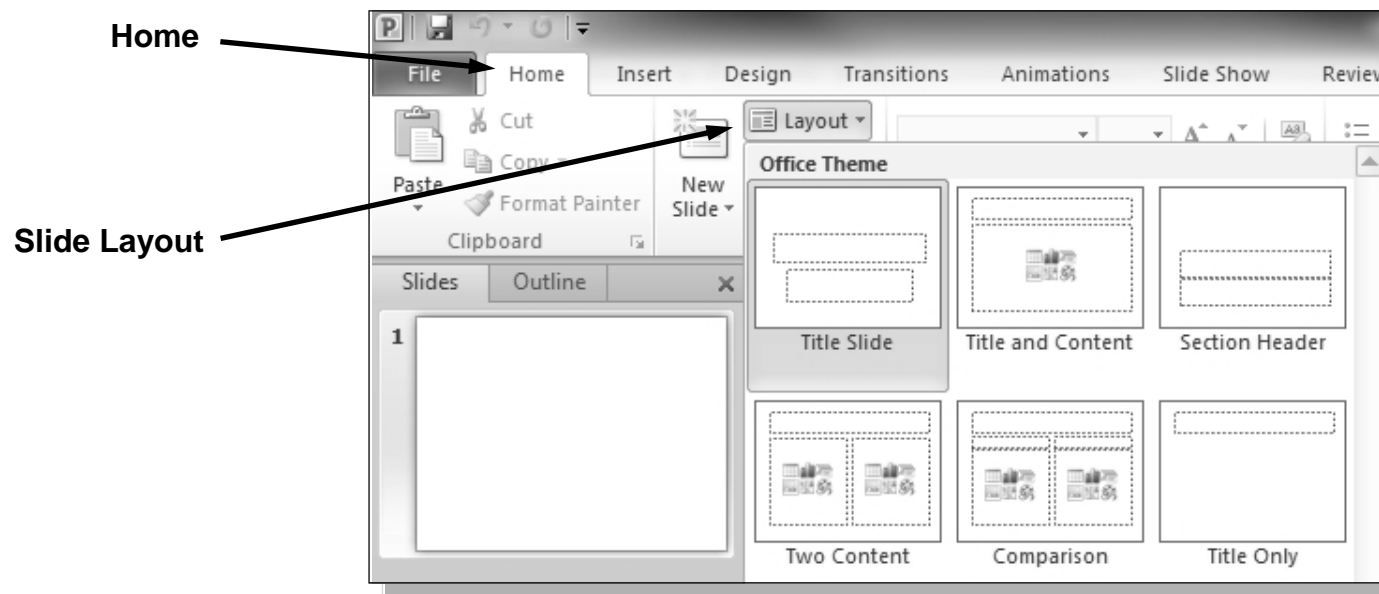 Home
P
File Home Insert Design Transitions Animations Slide Show Review
Cut
Layout
Copy
Office Theme
Paste
New
Slide
Format Painter
Slide Layout
Clipboard
Slides Outline
1
Title Slide Title and Content Section Header
Two Content Comparison Title Only